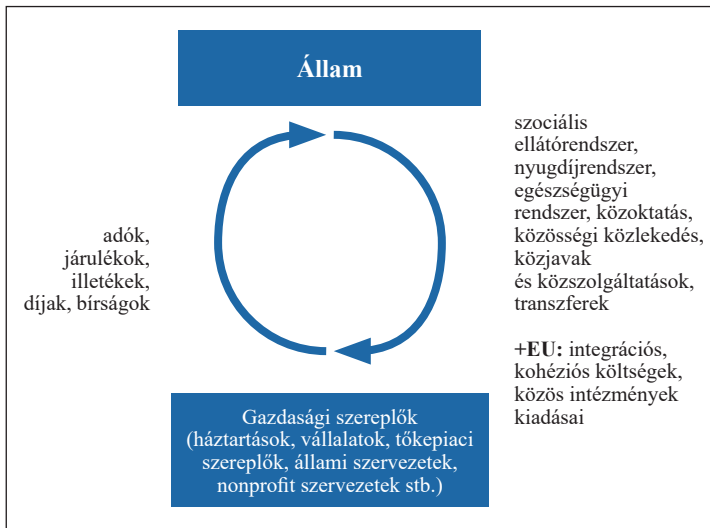 Állam
adók,
járulékok,
illetékek,
díjak, bírságok
szociális
ellátórendszer,
nyugdíjrendszer,
egészségügyi
rendszer, közoktatás,
közösségi közlekedés,
közjavak
és közszolgáltatások,
transzferek
+EU: integrációs,
kohéziós költségek,
közös intézmények
kiadásai
Gazdasági szereplők
(háztartások, vállalatok, tőkepiaci
szereplők, állami szervezetek,
nonprofit szervezetek stb.)